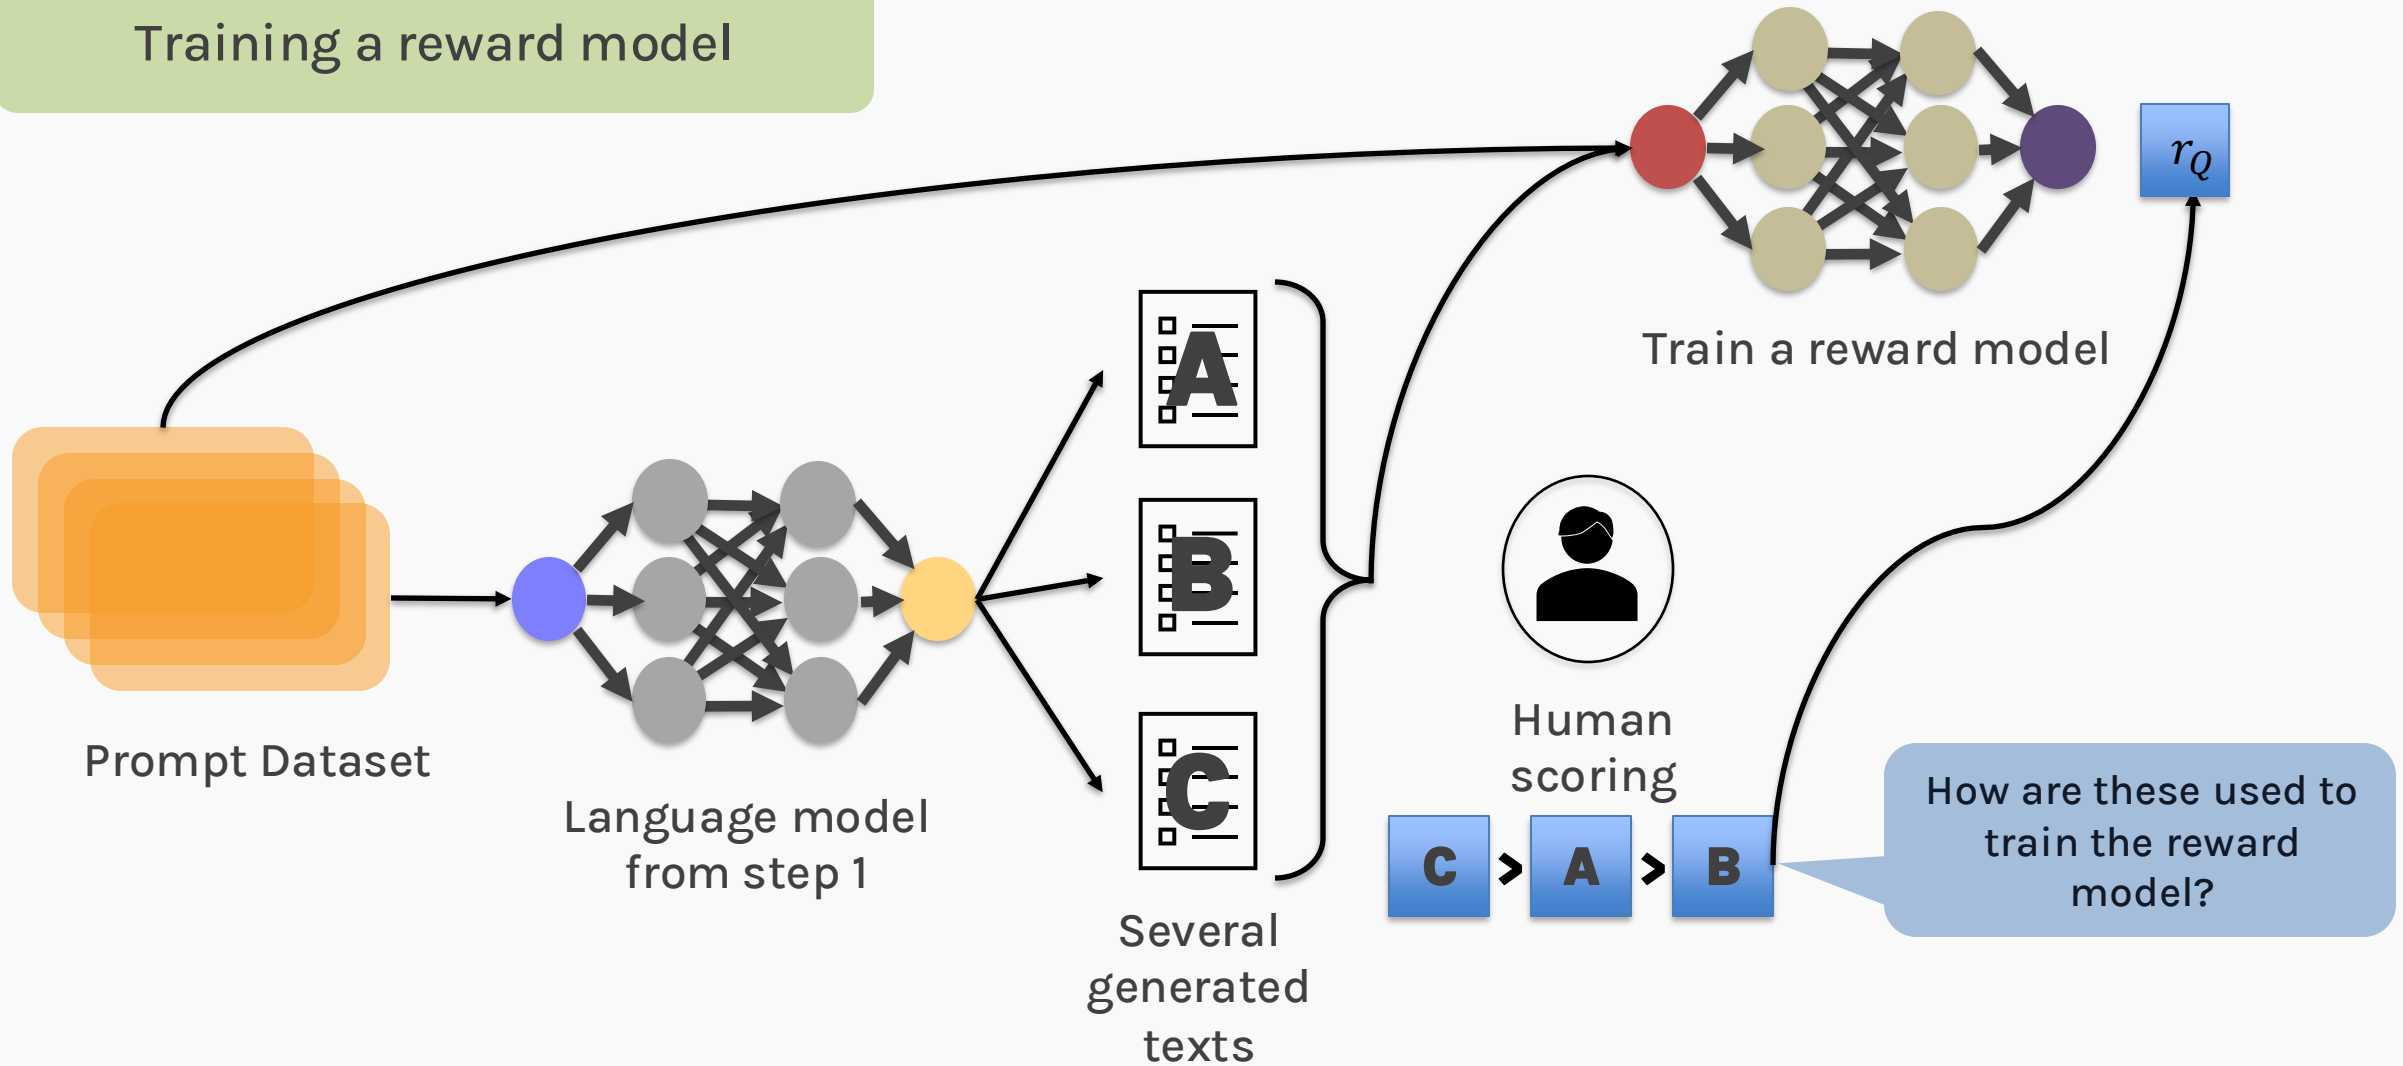 Training a reward model
r_Q
Train a reward model
A
B
C
Prompt Dataset
Language model
from step 1
Several
generated
texts
Human
scoring
C > A > B
How are these used to
train the reward
model?